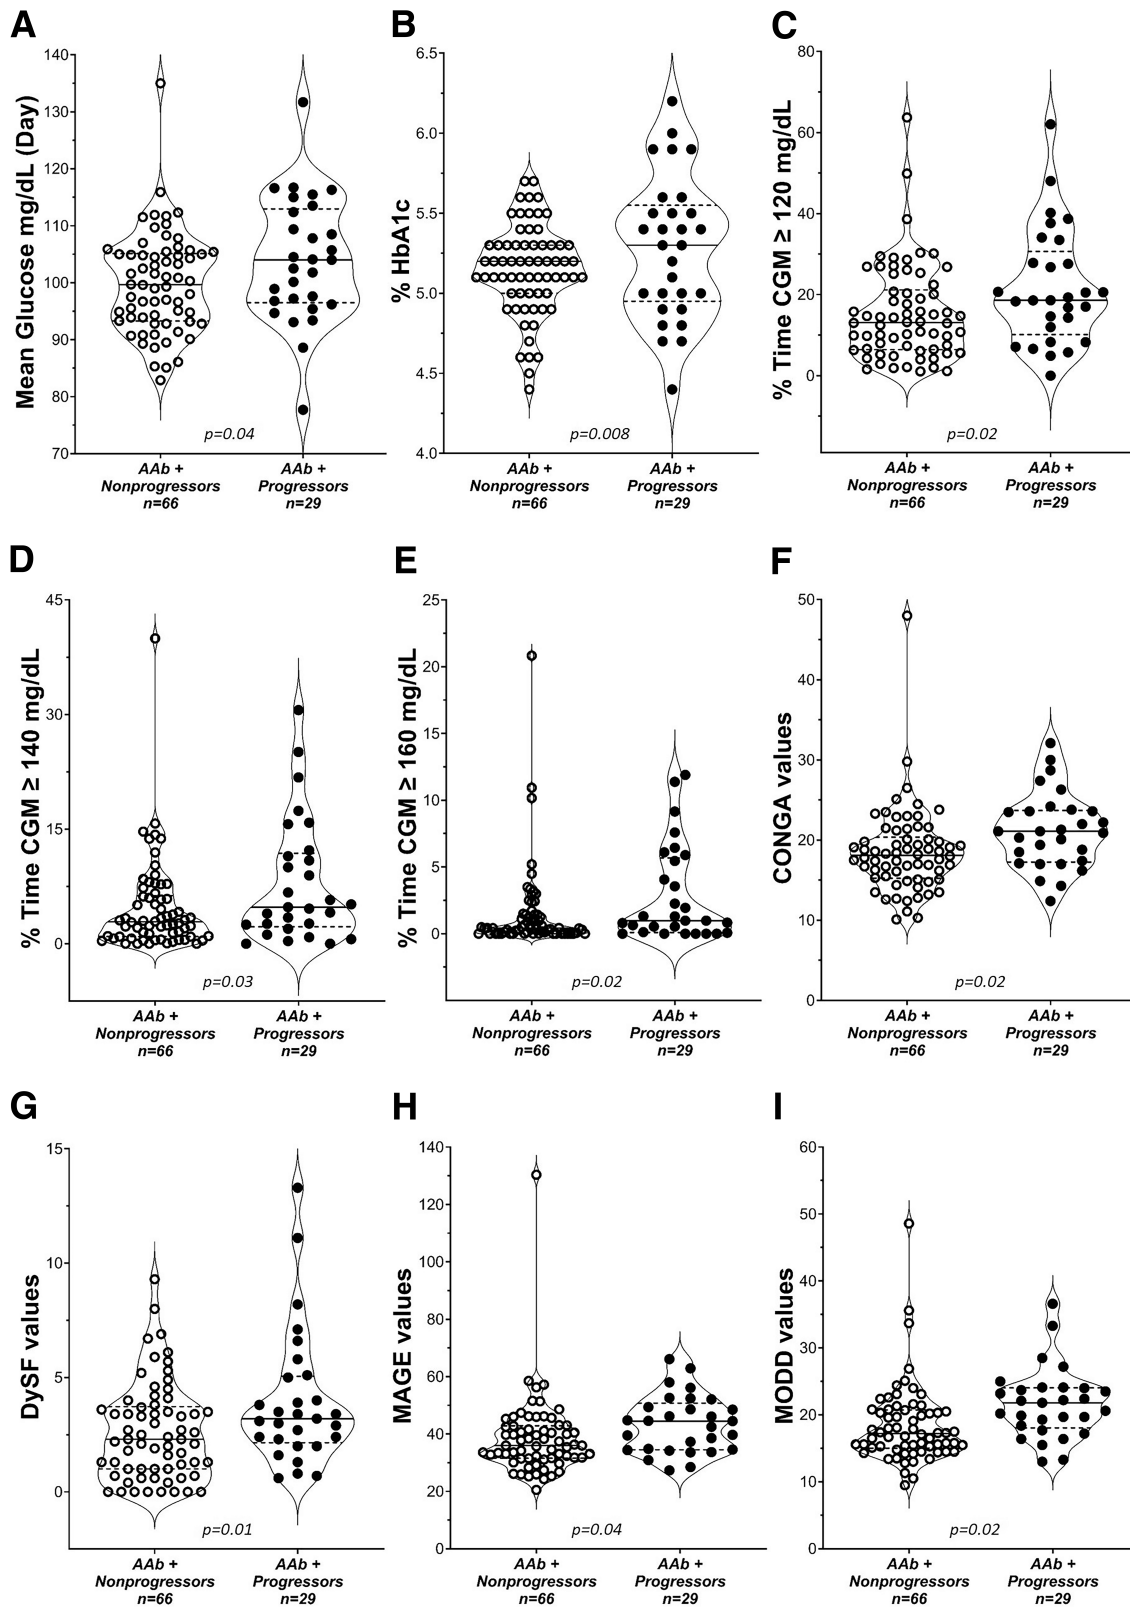 A
Mean Glucose mg/dL (Day)
140
130
120
110
100
90
80
70
p=0.04
AAb +
Nonprogressors
n=66
AAb +
Progressors
n=29
B
% HbA1c
6.5
6.0
5.5
5.0
4.5
4.0
p=0.008
AAb +
Nonprogressors
n=66
AAb +
Progressors
n=29
C
% Time CGM ≥ 120 mg/dL
80
60
40
20
0
p=0.02
AAb +
Nonprogressors
n=66
AAb +
Progressors
n=29
D
% Time CGM ≥ 140 mg/dL
45
30
15
0
p=0.03
AAb +
Nonprogressors
n=66
AAb +
Progressors
n=29
E
% Time CGM ≥ 160 mg/dL
25
20
15
10
5
0
p=0.02
AAb +
Nonprogressors
n=66
AAb +
Progressors
n=29
F
CONGA values
50
40
30
20
10
0
p=0.02
AAb +
Nonprogressors
n=66
AAb +
Progressors
n=29
G
DySF values
15
10
5
0
p=0.01
AAb +
Nonprogressors
n=66
AAb +
Progressors
n=29
H
MAGE values
140
120
100
80
60
40
20
0
p=0.04
AAb +
Nonprogressors
n=66
AAb +
Progressors
n=29
I
MODD values
60
50
40
30
20
10
0
p=0.02
AAb +
Nonprogressors
n=66
AAb +
Progressors
n=29